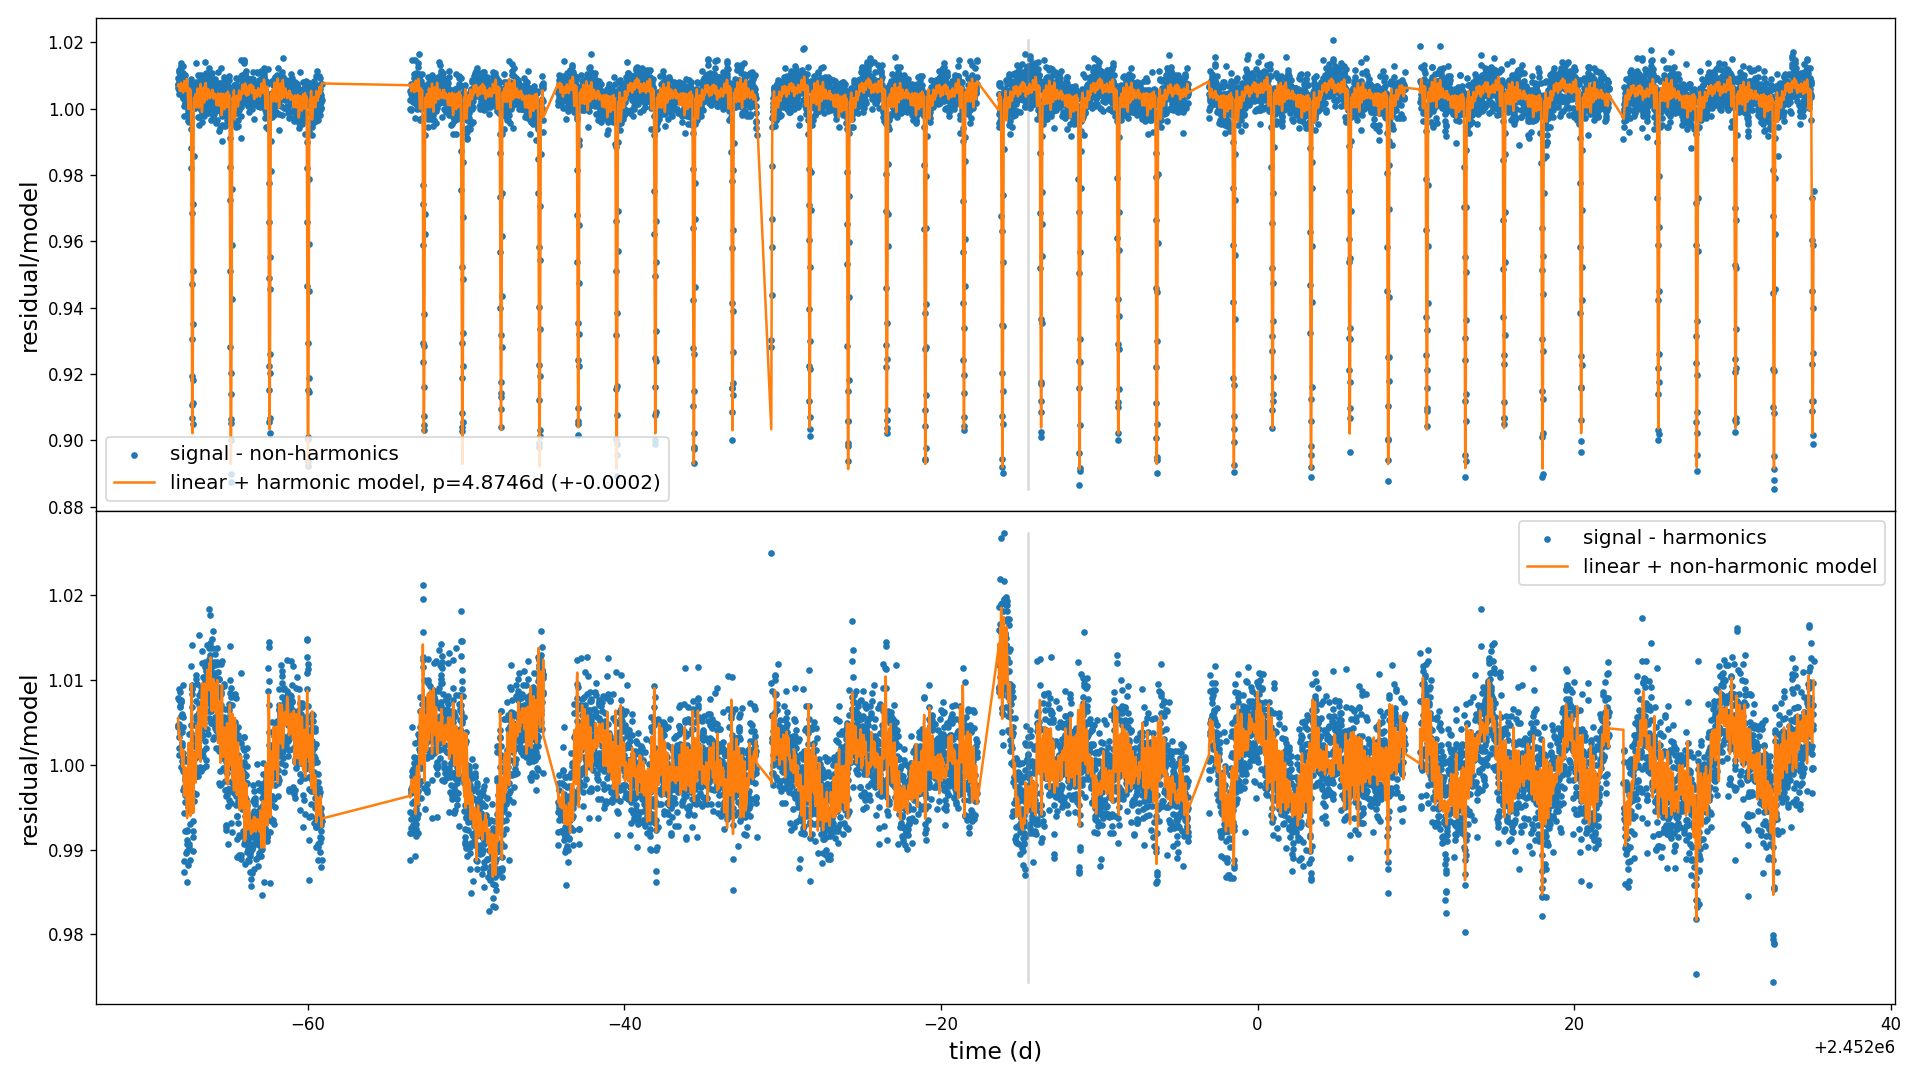 1.02
1.00
0.98
0.96
0.94
0.92
0.90
0.88
residual/model
signal - non-harmonics
linear + harmonic model, p=4.8746d (+-0.0002)
signal - harmonics
linear + non-harmonic model
1.02
1.01
1.00
0.99
0.98
residual/model
−60
−40
−20
0
20
40
time (d)
+2.452e6